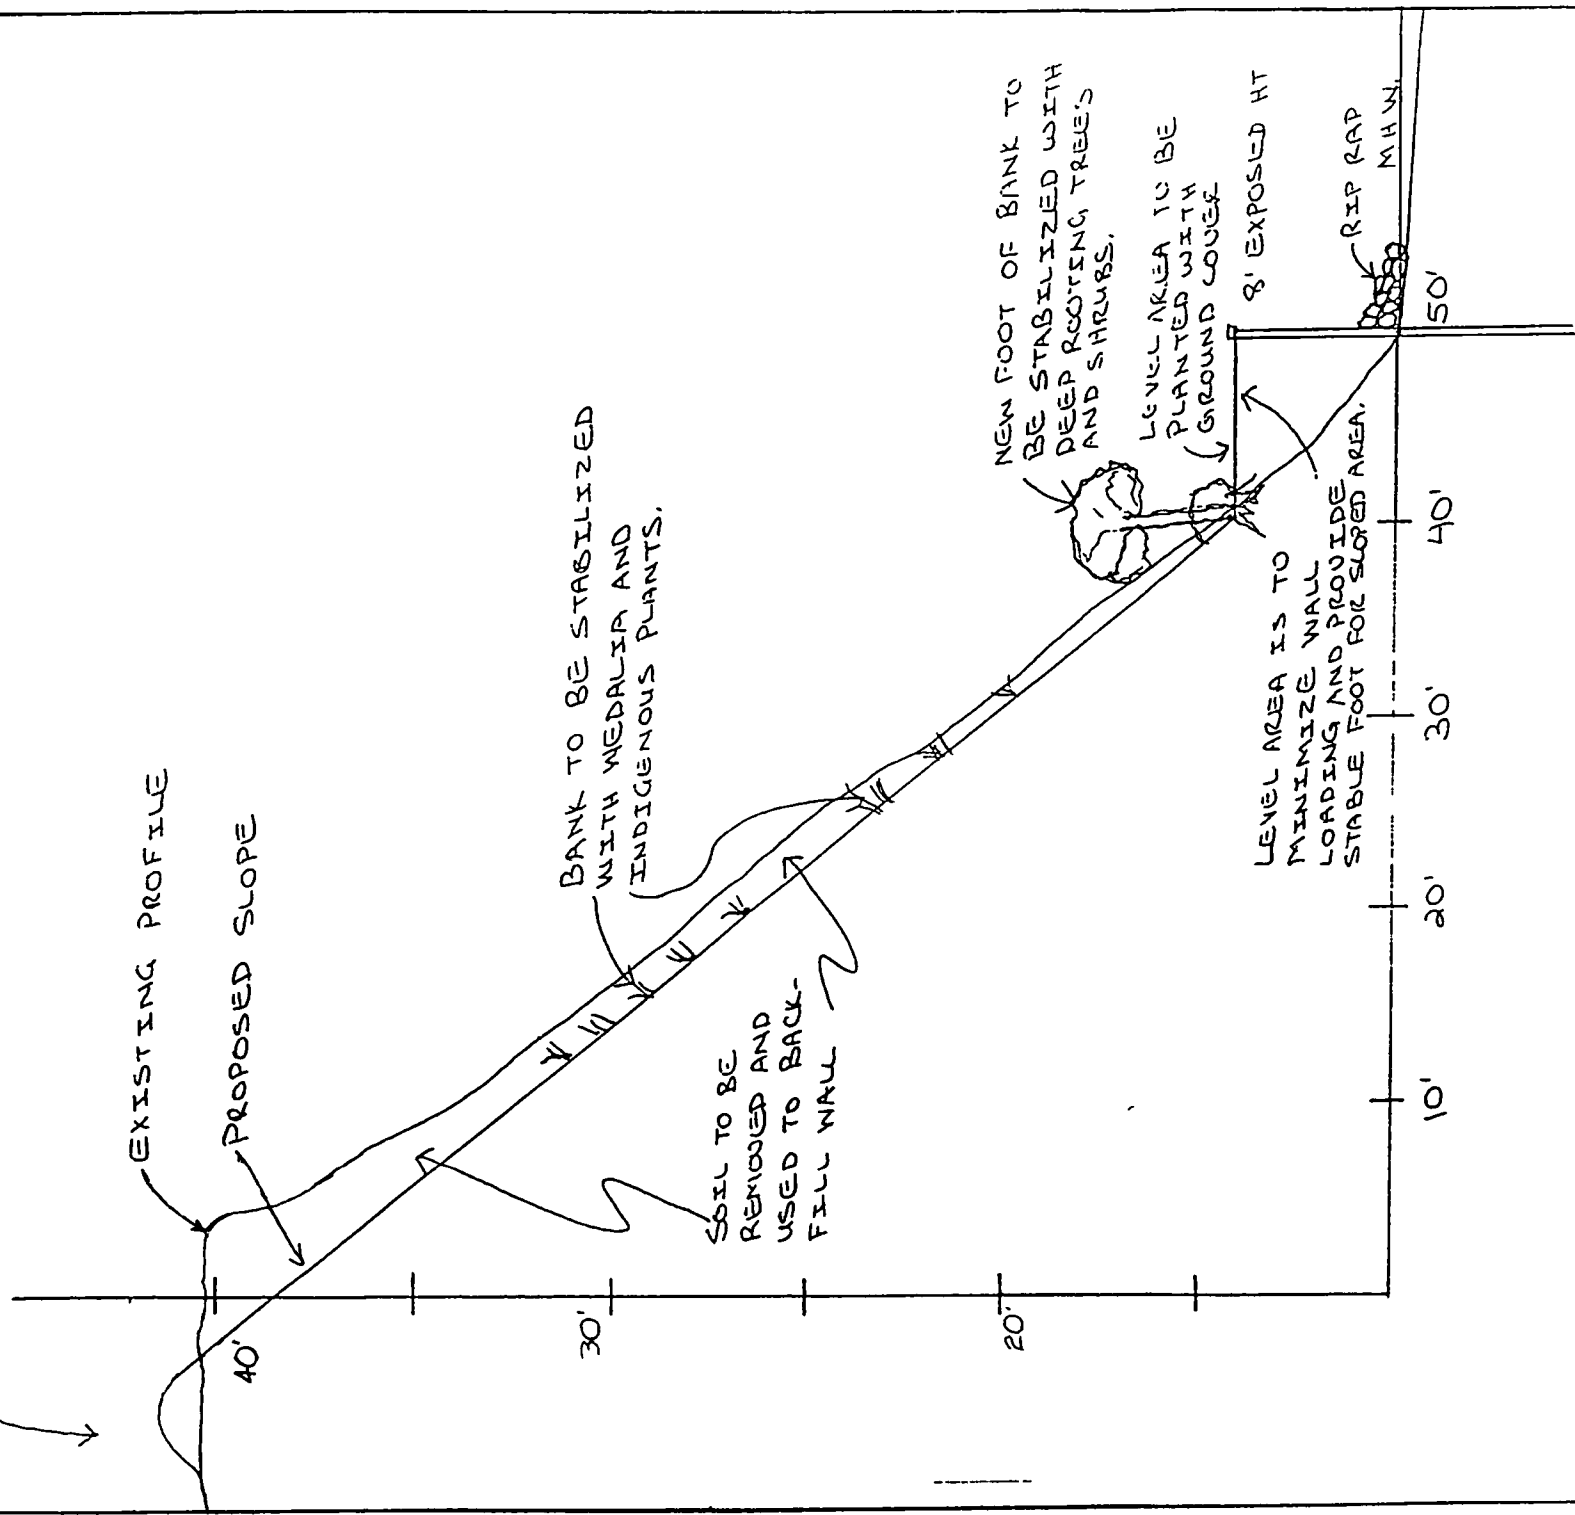 EXISTING PROFILE
PROPOSED SLOPE
BANK TO BE STABILIZED
WITH WEDALIA AND
INDIGENOUS PLANTS.
NEW FOOT OF BANK TO
BE STABILIZED WITH
DEEP ROOTING TREES
AND SHRUBS.
LEVEL AREA TO BE
PLANTED WITH
GROUND COVER
8' EXPOSED HT
RIP RAP
M H W.
SOIL TO BE
REMOVED AND
USED TO BACK-
FILL WALL
LEVEL AREA IS TO
MINIMIZE WALL
LOADING AND PROVIDE
STABLE FOOT FOR SLOPED AREA.
40'
30'
20'
10'
20'
30'
40'
50'